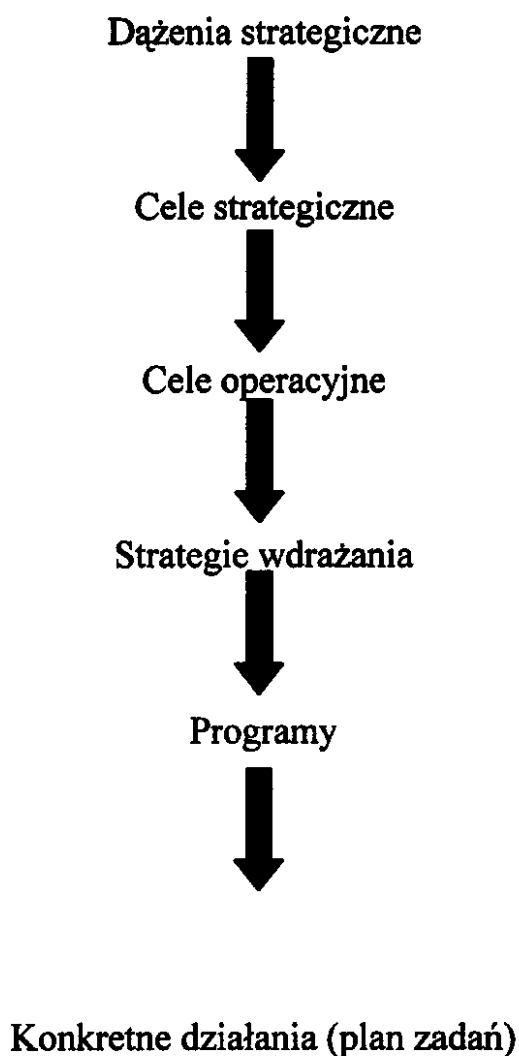 Dążenia strategiczne
Cele strategiczne
Cele operacyjne
Strategie wdrażania
Programy
Konkretne działania (plan zadań)